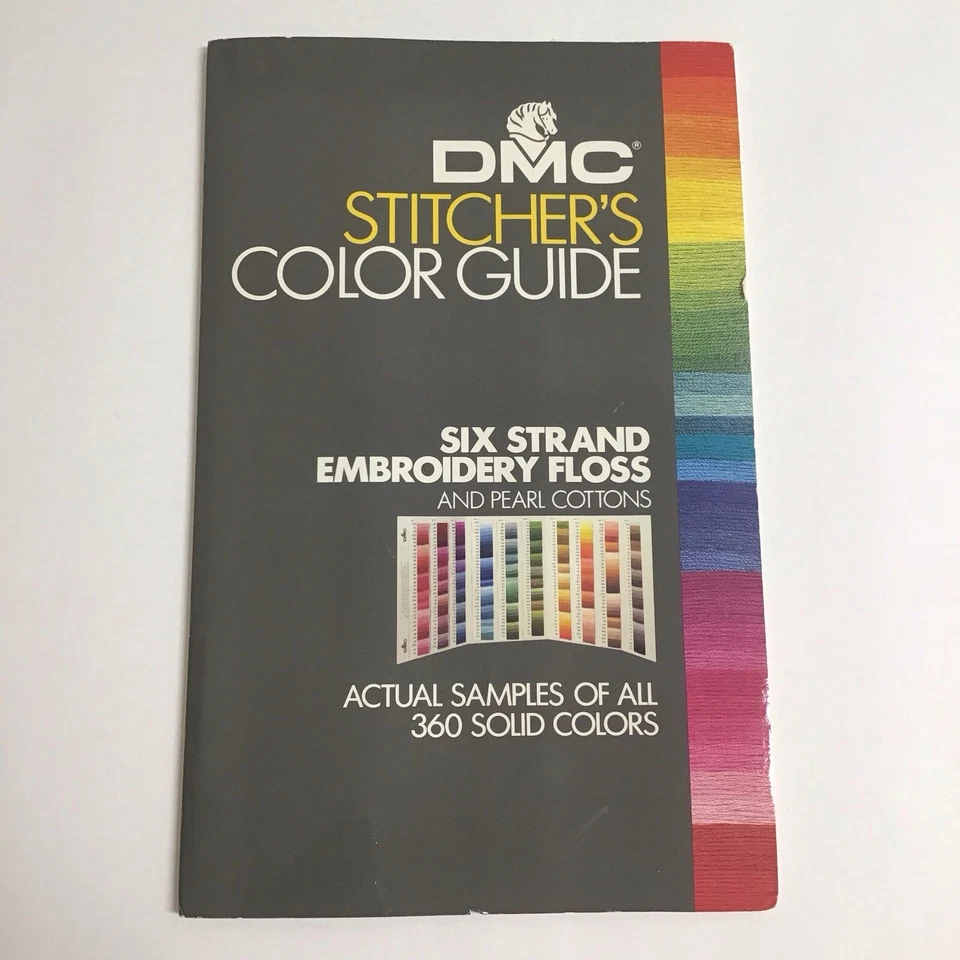 DMC®
STITCHER'S
COLOR GUIDE
SIX STRAND
EMBROIDERY FLOSS
AND PEARL COTTONS
ACTUAL SAMPLES OF ALL
360 SOLID COLORS